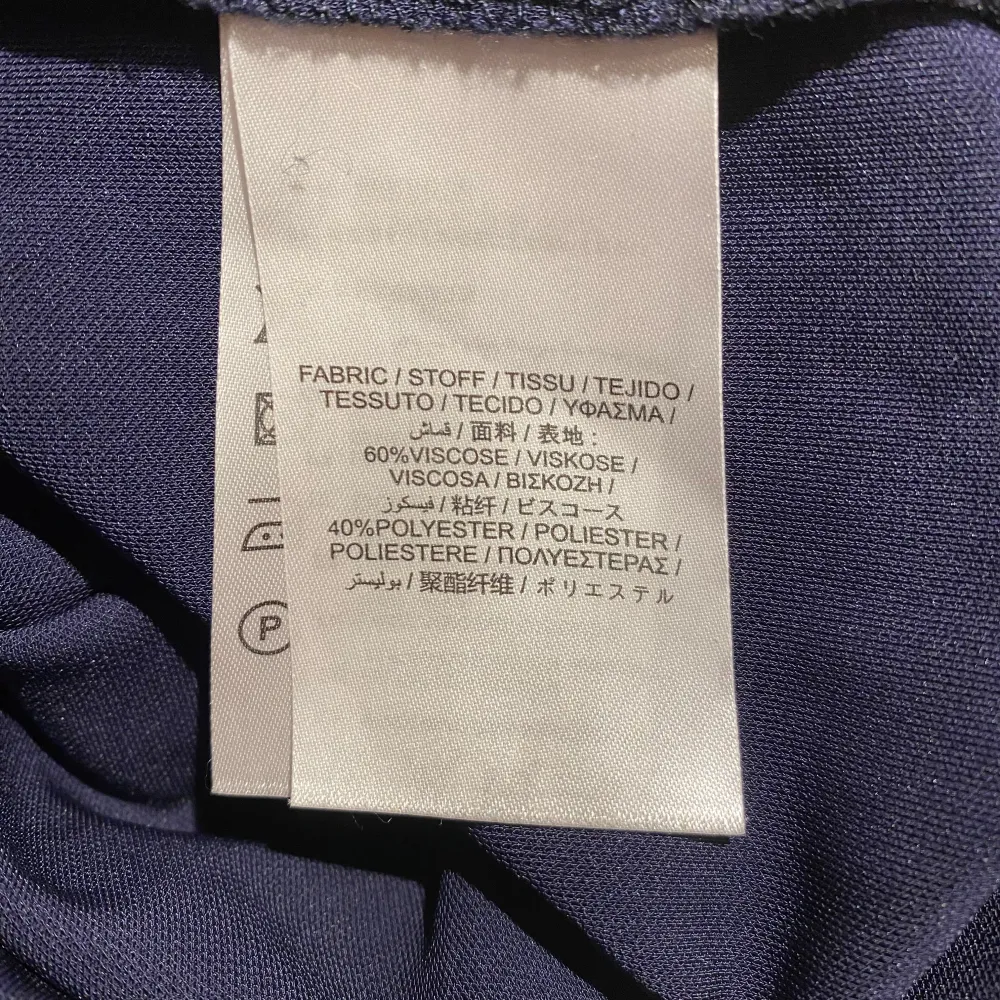 FABRIC / STOFF / TISSU / TEJIDO /
TESSUTO / TECIDO / ΥΦΑΣΜΑ /
قماش / 面料 / 表地 :
60%VISCOSE / VISKOSE /
VISCOSA / ΒΙΣΚΟΖΗ /
فيسكوز / 粘纤 / ビスコース
40%POLYESTER / POLIESTER /
POLIESTERE / ΠΟΛΥΕΣΤΕΡΑΣ /
بوليستر / 聚酯纤维 / ポリエステル
P